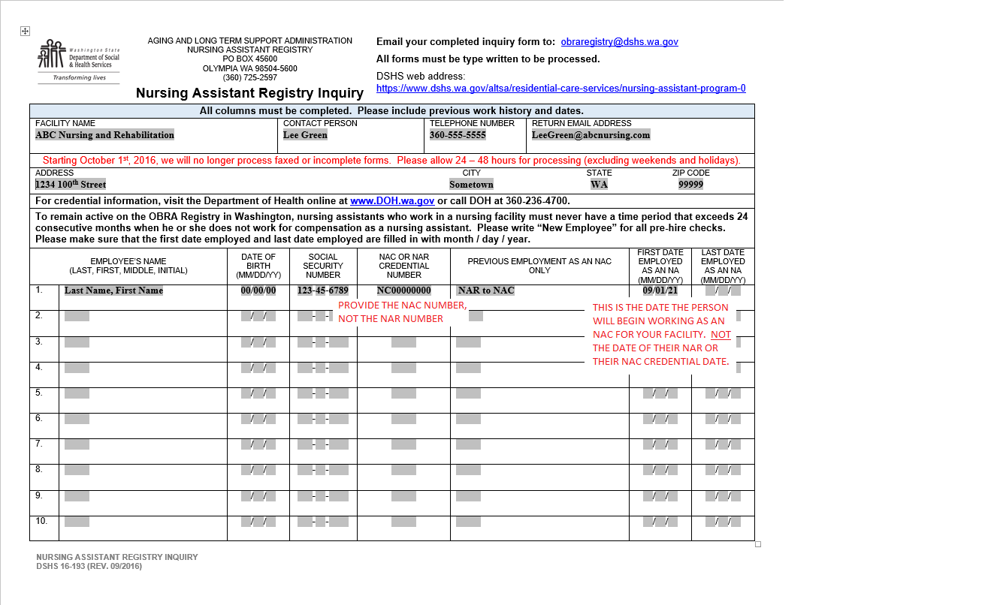 Washington State
Department of Social
& Health Services
Transforming lives
AGING AND LONG TERM SUPPORT ADMINISTRATION
NURSING ASSISTANT REGISTRY
PO BOX 45600
OLYMPIA WA 98504-5600
(360) 725-2597
Nursing Assistant Registry Inquiry
Email your completed inquiry form to: obraregistry@dshs.wa.gov
All forms must be type written to be processed.
DSHS web address:
https://www.dshs.wa.gov/altsa/residential-care-services/nursing-assistant-program-0
All columns must be completed. Please include previous work history and dates.
FACILITY NAME CONTACT PERSON TELEPHONE NUMBER RETURN EMAIL ADDRESS
ABC Nursing and Rehabilitation Lee Green 360-555-5555 LeeGreen@abcnursing.com
Starting October 1st, 2016, we will no longer process faxed or incomplete forms. Please allow 24 – 48 hours for processing (excluding weekends and holidays).
ADDRESS CITY STATE ZIP CODE
1234 100th Street Sometown WA 99999
For credential information, visit the Department of Health online at www.DOH.wa.gov or call DOH at 360-236-4700.
To remain active on the OBRA Registry in Washington, nursing assistants who work in a nursing facility must never have a time period that exceeds 24
consecutive months when he or she does not work for compensation as a nursing assistant. Please write “New Employee” for all pre-hire checks.
Please make sure that the first date employed and last date employed are filled in with month / day / year.
EMPLOYEE’S NAME
(LAST, FIRST, MIDDLE, INITIAL)
DATE OF
BIRTH
(MM/DD/YY)
SOCIAL
SECURITY
NUMBER
NAC OR NAR
CREDENTIAL
NUMBER
PREVIOUS EMPLOYMENT AS AN NAC
ONLY
FIRST DATE
EMPLOYED
AS AN NA
(MM/DD/YY)
LAST DATE
EMPLOYED
AS AN NA
(MM/DD/YY)
1. Last Name, First Name 00/00/00 123-45-6789 NC00000000 NAR to NAC 09/01/21 / /
PROVIDE THE NAC NUMBER,
NOT THE NAR NUMBER
THIS IS THE DATE THE PERSON
WILL BEGIN WORKING AS AN
NAC FOR YOUR FACILITY. NOT
THE DATE OF THEIR NAR OR
THEIR NAC CREDENTIAL DATE.
2. / / - -
3. / / - -
4. / / - -
5. / / - - / / / /
6. / / - - / / / /
7. / / - - / / / /
8. / / - - / / / /
9. / / - - / / / /
10. / / - - / / / /
NURSING ASSISTANT REGISTRY INQUIRY
DSHS 16-193 (REV. 09/2016)